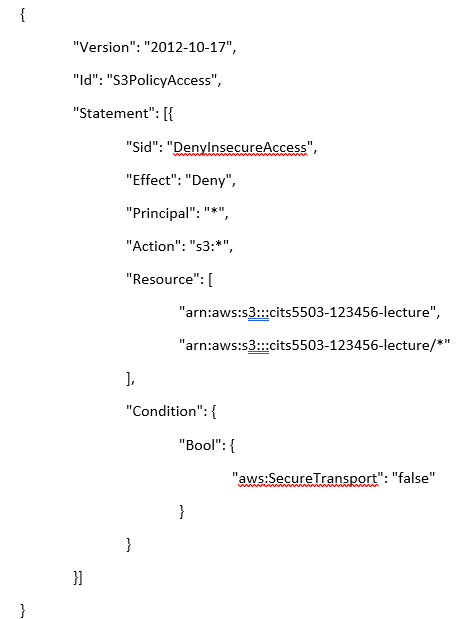 {
"Version": "2012-10-17",
"Id": "S3PolicyAccess",
"Statement": [{
"Sid": "DenyInsecureAccess",
"Effect": "Deny",
"Principal": "*",
"Action": "s3:*",
"Resource": [
"arn:aws:s3:::cits5503-123456-lecture",
"arn:aws:s3:::cits5503-123456-lecture/*"
],
"Condition": {
"Bool": {
"aws:SecureTransport": "false"
}
}
}]
}